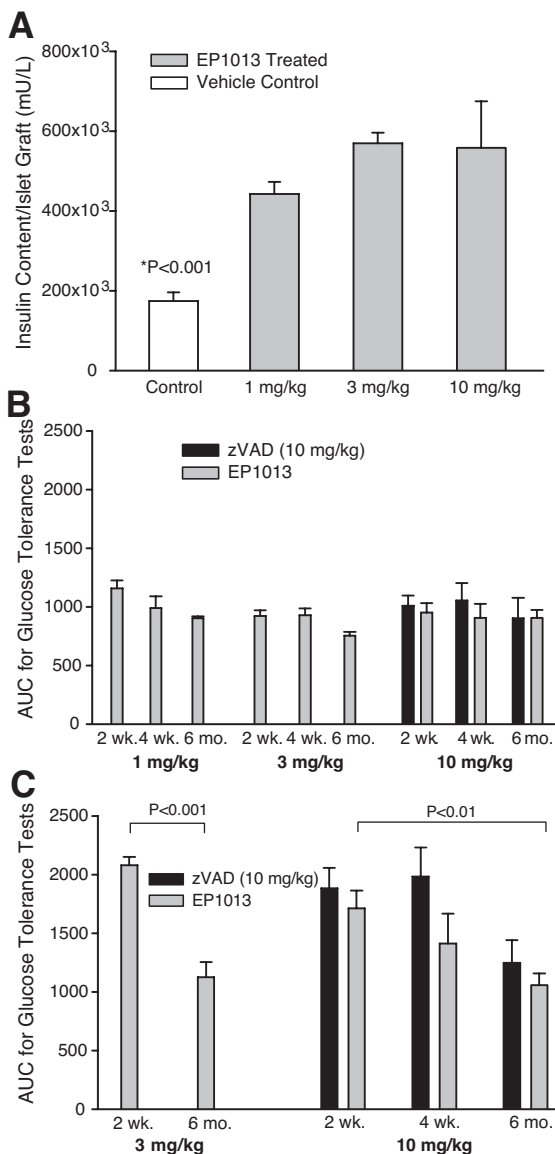 A
800x10³
EP1013 Treated
Vehicle Control
600x10³
400x10³
200x10³
0
Insulin Content/Islet Graft (mU/L)
*P<0.001
Control 1 mg/kg 3 mg/kg 10 mg/kg
B
2500
2000
1500
1000
500
0
AUC for Glucose Tolerance Tests
zVAD (10 mg/kg)
EP1013
2 wk. 4 wk. 6 mo. 2 wk. 4 wk. 6 mo. 2 wk. 4 wk. 6 mo.
1 mg/kg 3 mg/kg 10 mg/kg
C
2500
2000
1500
1000
500
0
AUC for Glucose Tolerance Tests
P<0.001
P<0.01
zVAD (10 mg/kg)
EP1013
2 wk. 6 mo. 2 wk. 4 wk. 6 mo.
3 mg/kg 10 mg/kg